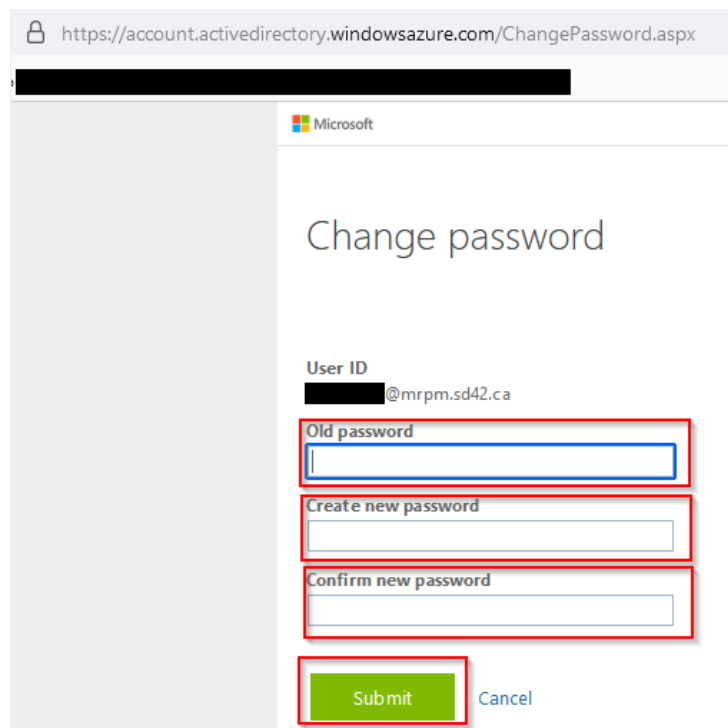 https://account.activedirectory.windowsazure.com/ChangePassword.aspx
Microsoft
Change password
User ID
@mrpm.sd42.ca
Old password
Create new password
Confirm new password
Submit Cancel